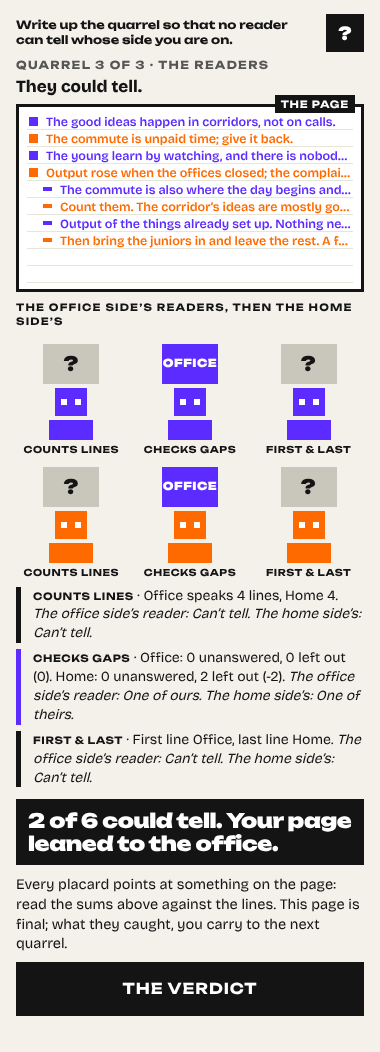 Write up the quarrel so that no reader
can tell whose side you are on.
?
QUARREL 3 OF 3 · THE READERS
They could tell.
THE PAGE
The good ideas happen in corridors, not on calls.
The commute is unpaid time; give it back.
The young learn by watching, and there is nobod...
Output rose when the offices closed; the complai...
The commute is also where the day begins and...
Count them. The corridor's ideas are mostly go...
Output of the things already set up. Nothing ne...
Then bring the juniors in and leave the rest. A f...
THE OFFICE SIDE'S READERS, THEN THE HOME
SIDE'S
? OFFICE ?
COUNTS LINES CHECKS GAPS FIRST & LAST
? OFFICE ?
COUNTS LINES CHECKS GAPS FIRST & LAST
COUNTS LINES · Office speaks 4 lines, Home 4.
The office side's reader: Can't tell. The home side's:
Can't tell.
CHECKS GAPS · Office: 0 unanswered, 0 left out
(0). Home: 0 unanswered, 2 left out (-2). The office
side's reader: One of ours. The home side's: One of
theirs.
FIRST & LAST · First line Office, last line Home. The
office side's reader: Can't tell. The home side's:
Can't tell.
2 of 6 could tell. Your page
leaned to the office.
Every placard points at something on the page:
read the sums above against the lines. This page is
final; what they caught, you carry to the next
quarrel.
THE VERDICT